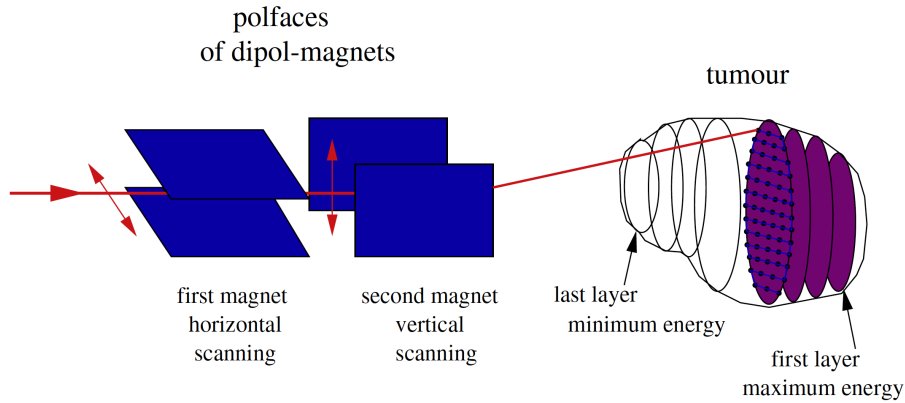 polfaces
of dipol-magnets
tumour
first magnet
horizontal
scanning
second magnet
vertical
scanning
last layer
minimum energy
first layer
maximum energy